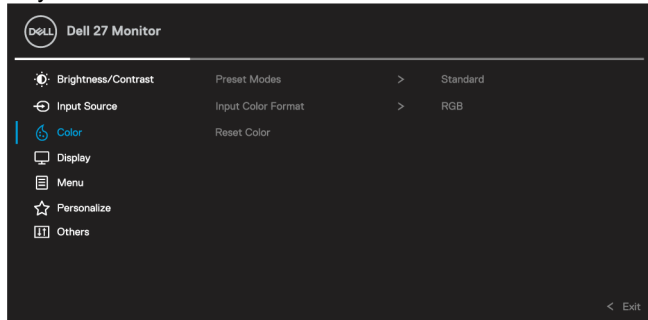 DELL Dell 27 Monitor
Brightness/Contrast Preset Modes > Standard
Input Source Input Color Format > RGB
Color Reset Color
Display
Menu
Personalize
Others
< Exit